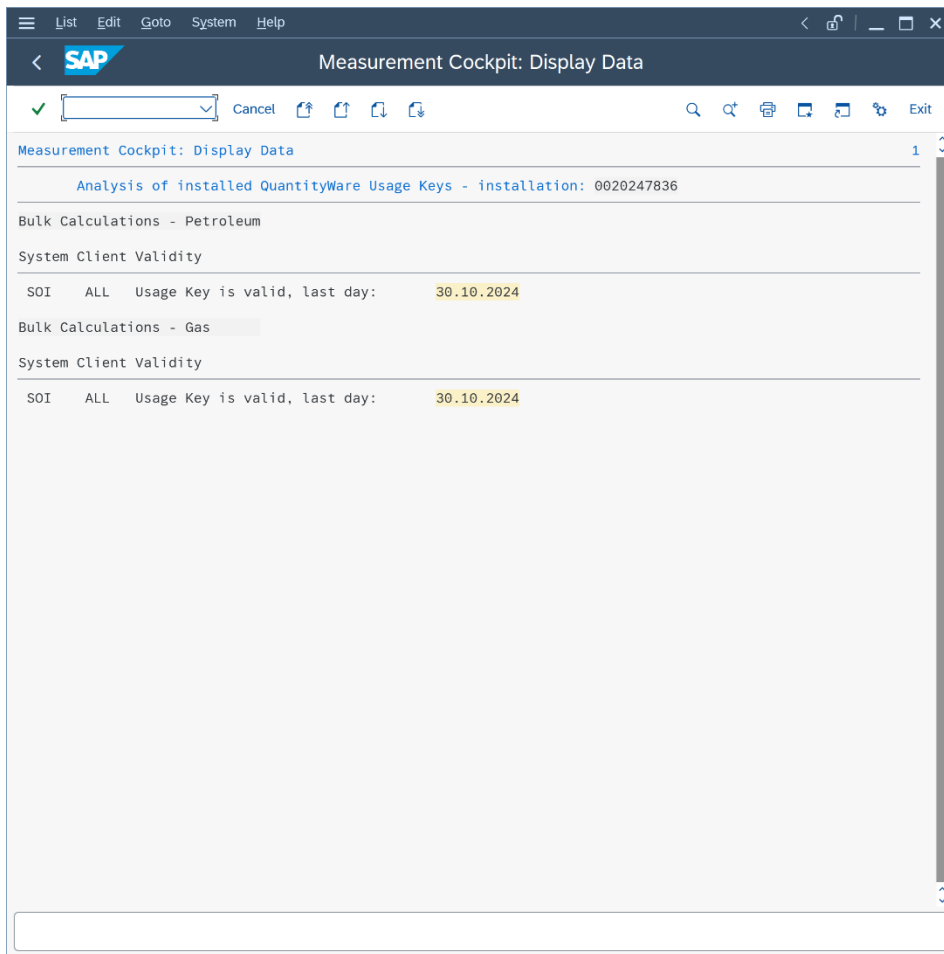 List Edit Goto System Help
SAP Measurement Cockpit: Display Data
Cancel Exit
Measurement Cockpit: Display Data 1
Analysis of installed QuantityWare Usage Keys - installation: 0020247836
Bulk Calculations - Petroleum
System Client Validity
SOI ALL Usage Key is valid, last day: 30.10.2024
Bulk Calculations - Gas
System Client Validity
SOI ALL Usage Key is valid, last day: 30.10.2024